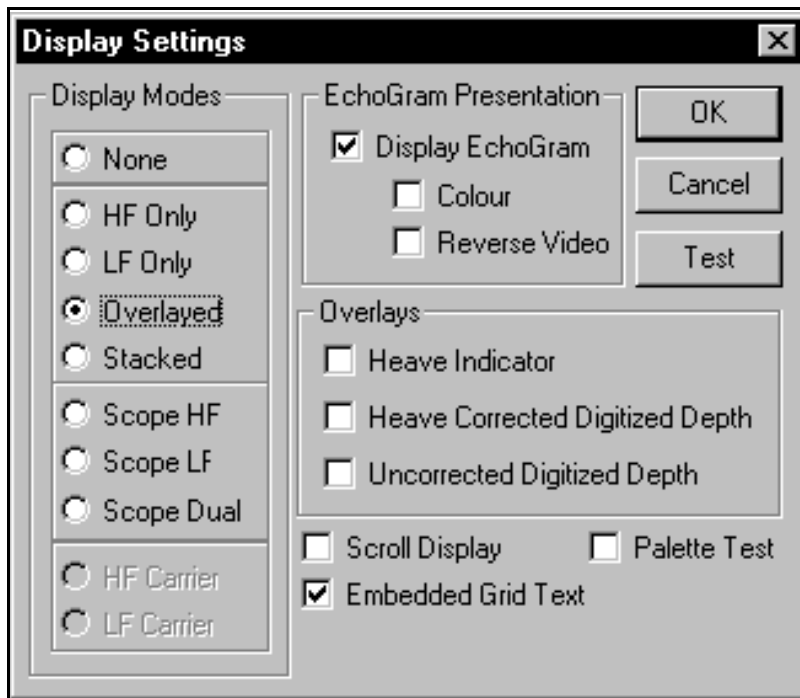 Display Settings
Display Modes
None
HF Only
LF Only
Overlayed
Stacked
Scope HF
Scope LF
Scope Dual
HF Carrier
LF Carrier
EchoGram Presentation
Display EchoGram
Colour
Reverse Video
OK
Cancel
Test
Overlays
Heave Indicator
Heave Corrected Digitized Depth
Uncorrected Digitized Depth
Scroll Display
Palette Test
Embedded Grid Text